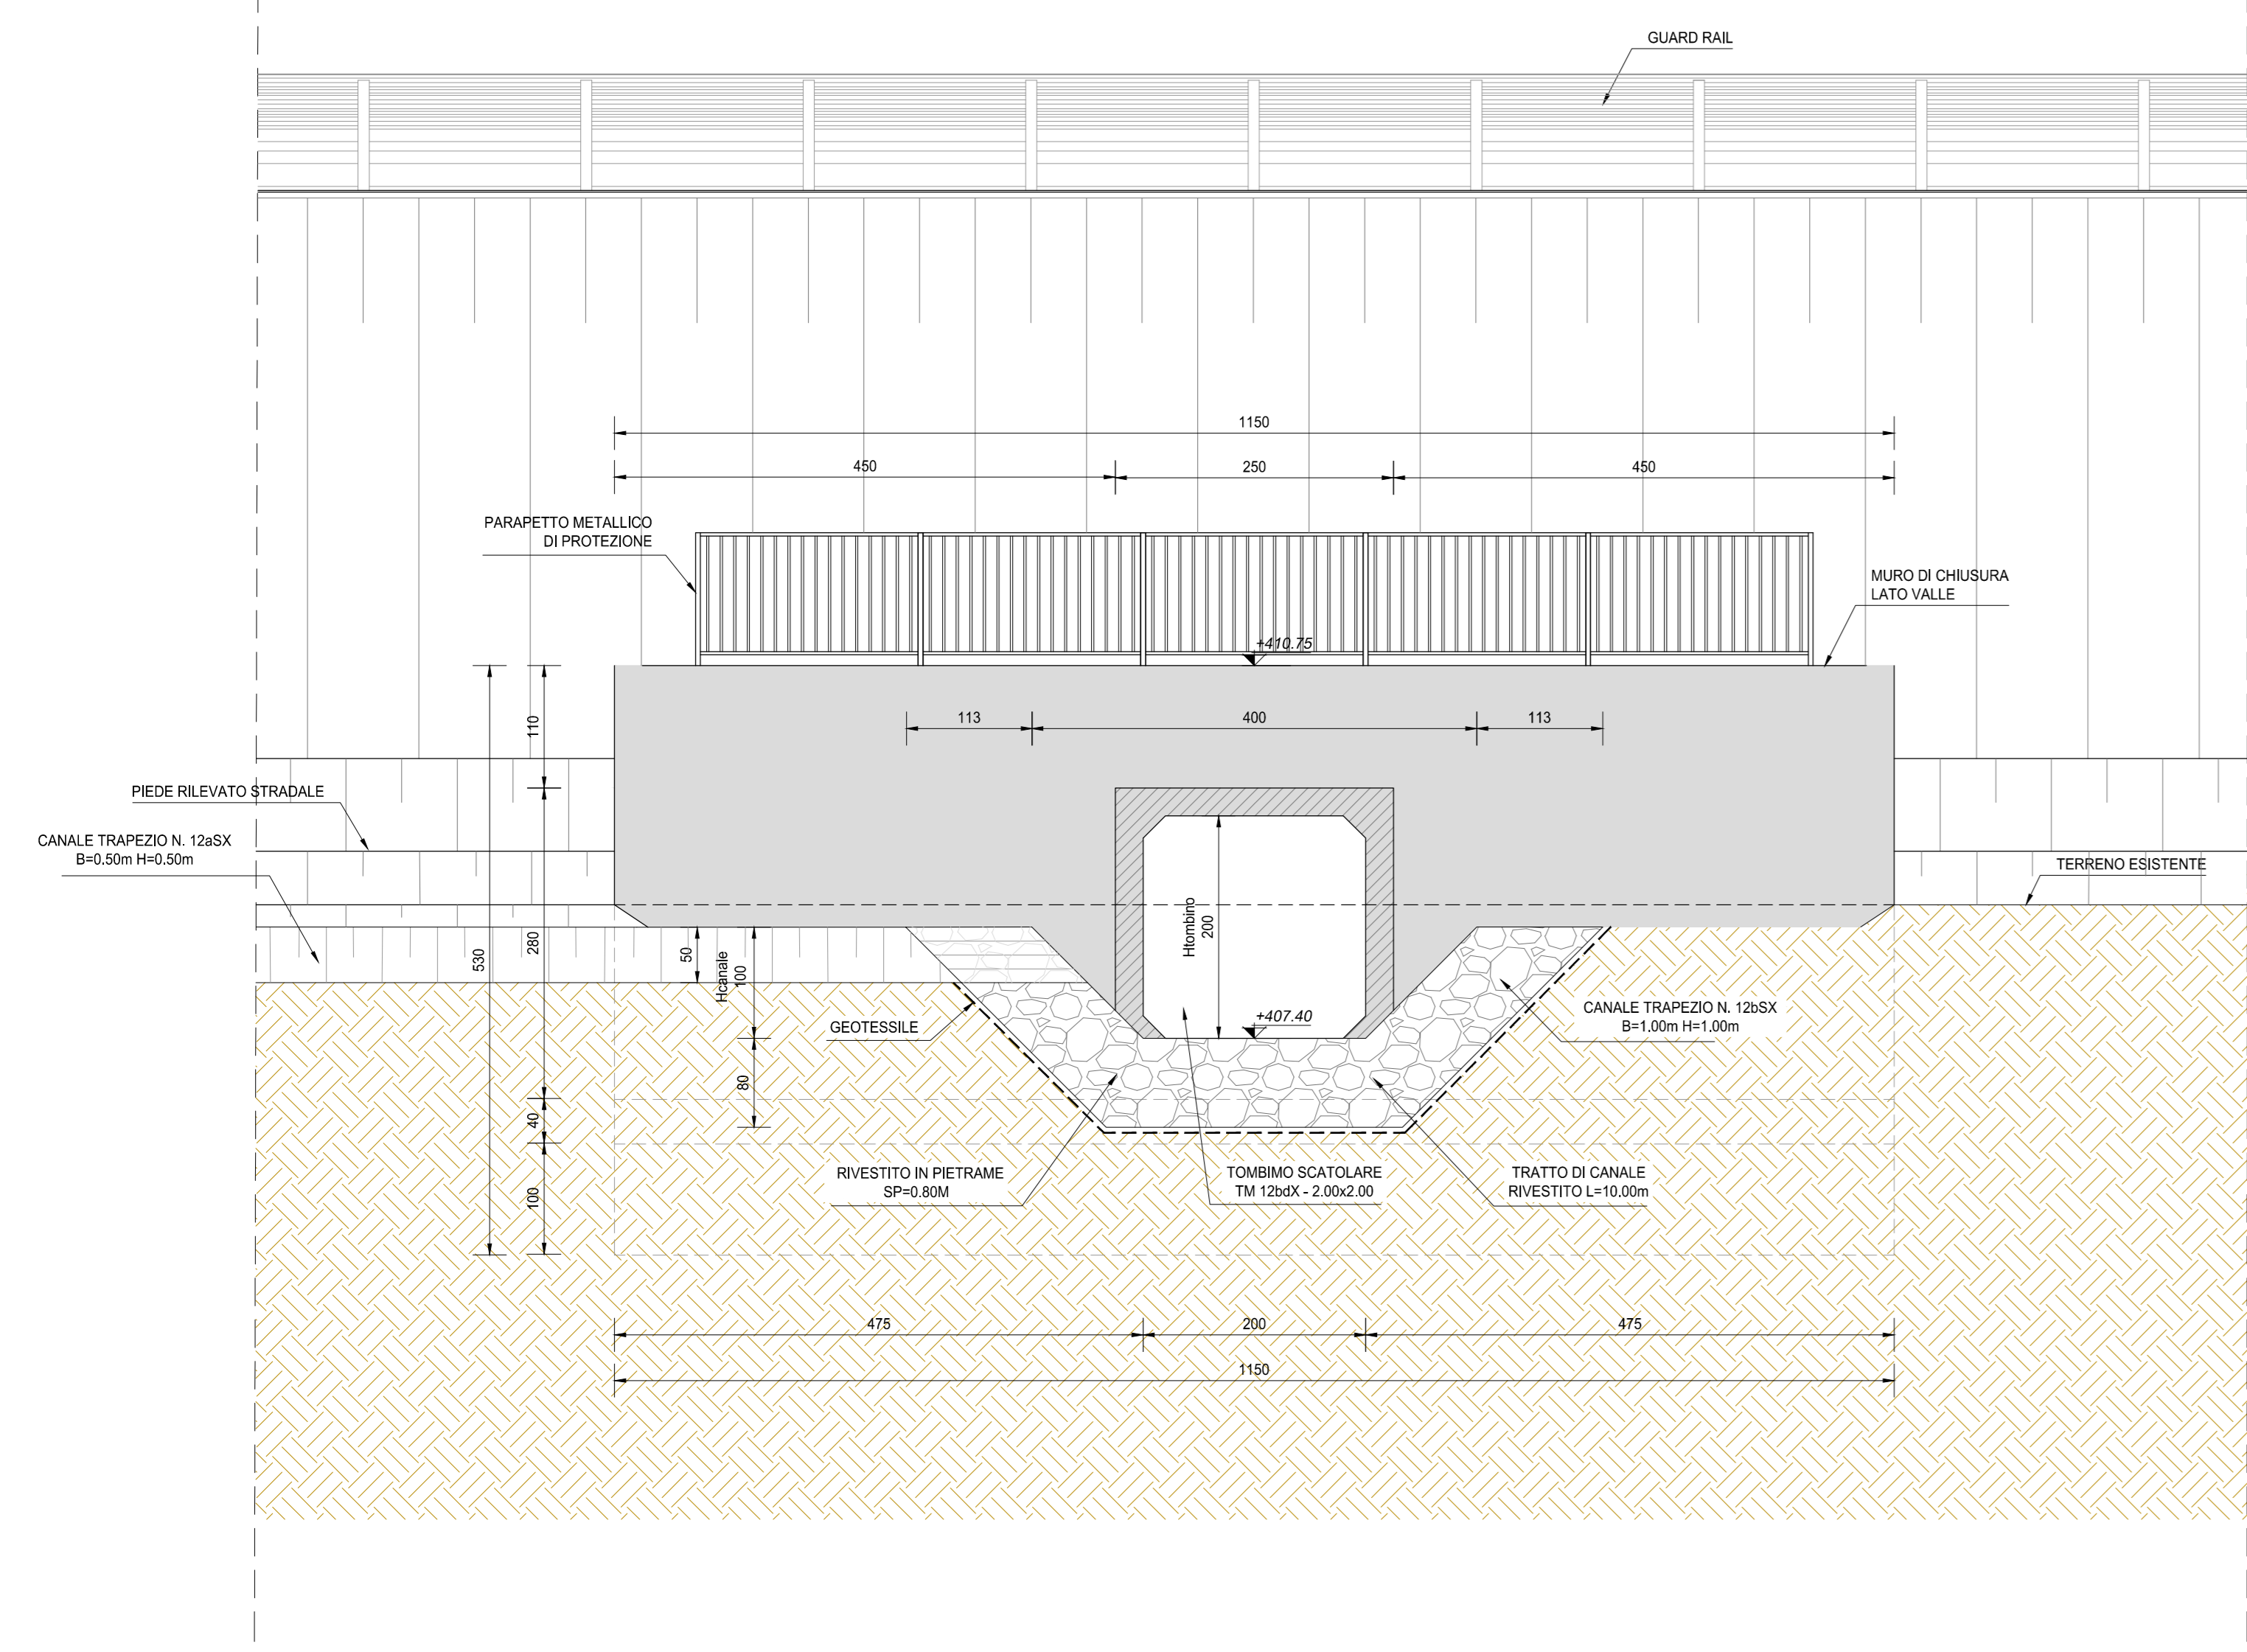 GUARD RAIL
1150
450
250
450
PARAPETTO METALLICO
DI PROTEZIONE
MURO DI CHIUSURA
LATO VALLE
+410.75
113
400
113
110
PIEDE RILEVATO STRADALE
CANALE TRAPEZIO N. 12aSX
B=0.50m H=0.50m
TERRENO ESISTENTE
530
280
50
Hcanale
100
Htombino
200
+407.40
GEOTESSILE
CANALE TRAPEZIO N. 12bSX
B=1.00m H=1.00m
80
40
100
RIVESTITO IN PIETRAME
SP=0.80M
TOMBIMO SCATOLARE
TM 12bdX - 2.00x2.00
TRATTO DI CANALE
RIVESTITO L=10.00m
475
200
475
1150